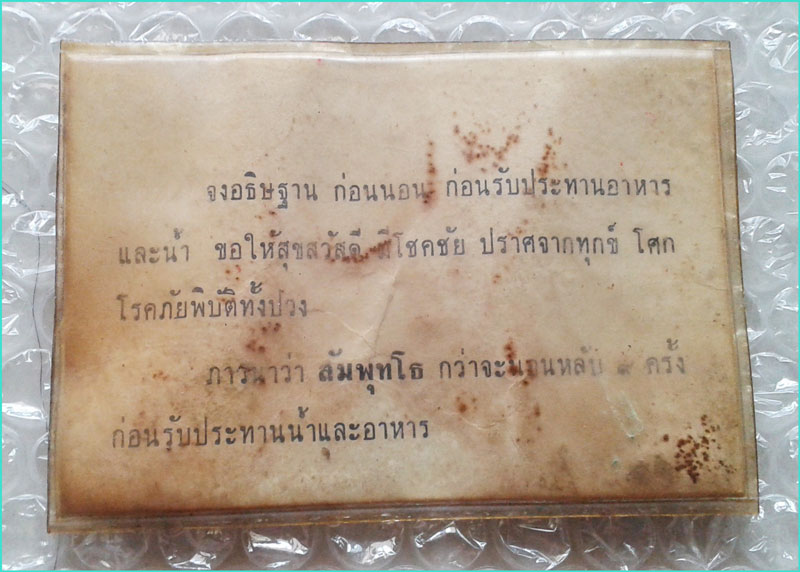 จงอธิษฐาน ก่อนนอน ก่อนรับประทานอาหาร
และน้ำ ขอให้สุขสวัสดี มีโชคชัย ปราศจากทุกข์ โศก
โรคภัยพิบัติทั้งปวง
ภาวนาว่า สัมพุทโธ กว่าจะนอนหลับ ๙ ครั้ง
ก่อนรับประทานน้ำและอาหาร